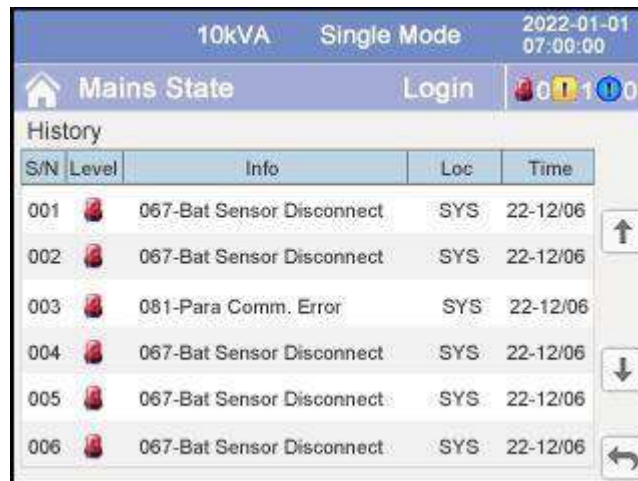 10kVA Single Mode 2022-01-01
07:00:00
Mains State Login 0 ! 1 ! 0
History
S/N Level Info Loc Time
001 067-Bat Sensor Disconnect SYS 22-12/06
002 067-Bat Sensor Disconnect SYS 22-12/06
003 081-Para Comm. Error SYS 22-12/06
004 067-Bat Sensor Disconnect SYS 22-12/06
005 067-Bat Sensor Disconnect SYS 22-12/06
006 067-Bat Sensor Disconnect SYS 22-12/06